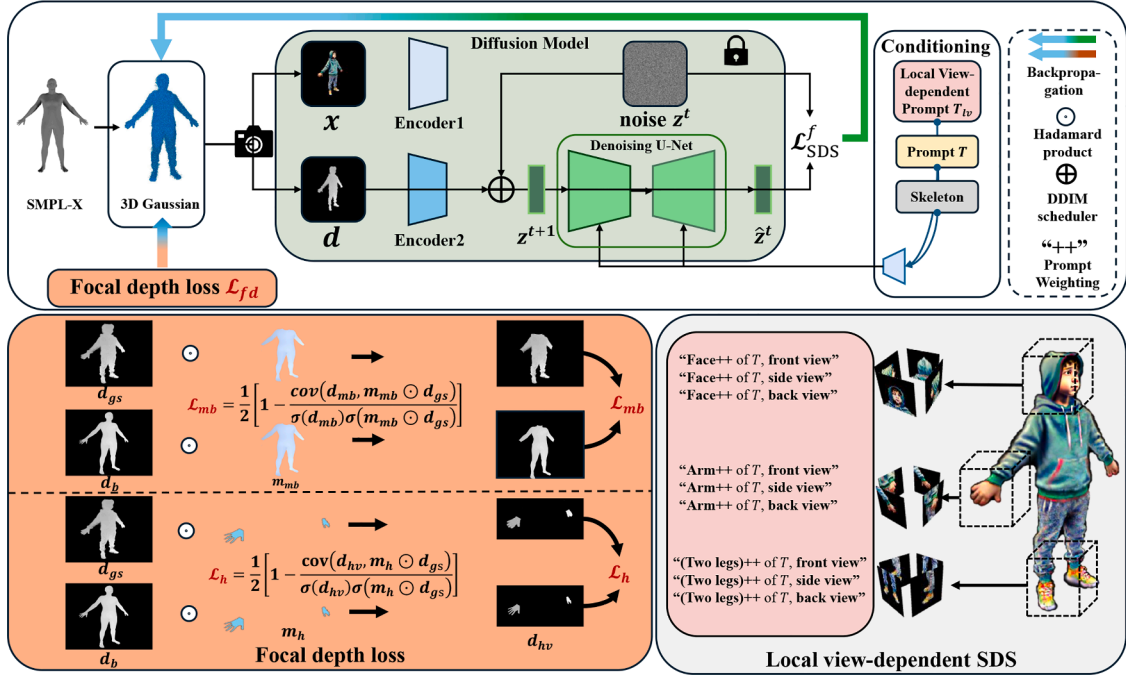 SMPL-X
3D Gaussian
Focal depth loss ℒ_fd
Diffusion Model
x
Encoder1
d
Encoder2
noise z^t
Denoising U-Net
z^{t+1}
ẑ^t
ℒ^f_SDS
Conditioning
Local View-
dependent
Prompt T_lv
Prompt T
Skeleton
Backpropa-
gation
Hadamard
product
DDIM
scheduler
“++”
Prompt
Weighting
d_gs
ℒ_mb = 1/2 [1 − cov(d_mb, m_mb ⊙ d_gs) / σ(d_mb)σ(m_mb ⊙ d_gs)]
ℒ_mb
d_b
m_mb
d_gs
ℒ_h = 1/2 [1 − cov(d_hv, m_h ⊙ d_gs) / σ(d_hv)σ(m_h ⊙ d_gs)]
ℒ_h
d_b
m_h
d_hv
Focal depth loss
“Face++ of T, front view”
“Face++ of T, side view”
“Face++ of T, back view”
“Arm++ of T, front view”
“Arm++ of T, side view”
“Arm++ of T, back view”
“(Two legs)++ of T, front view”
“(Two legs)++ of T, side view”
“(Two legs)++ of T, back view”
Local view-dependent SDS